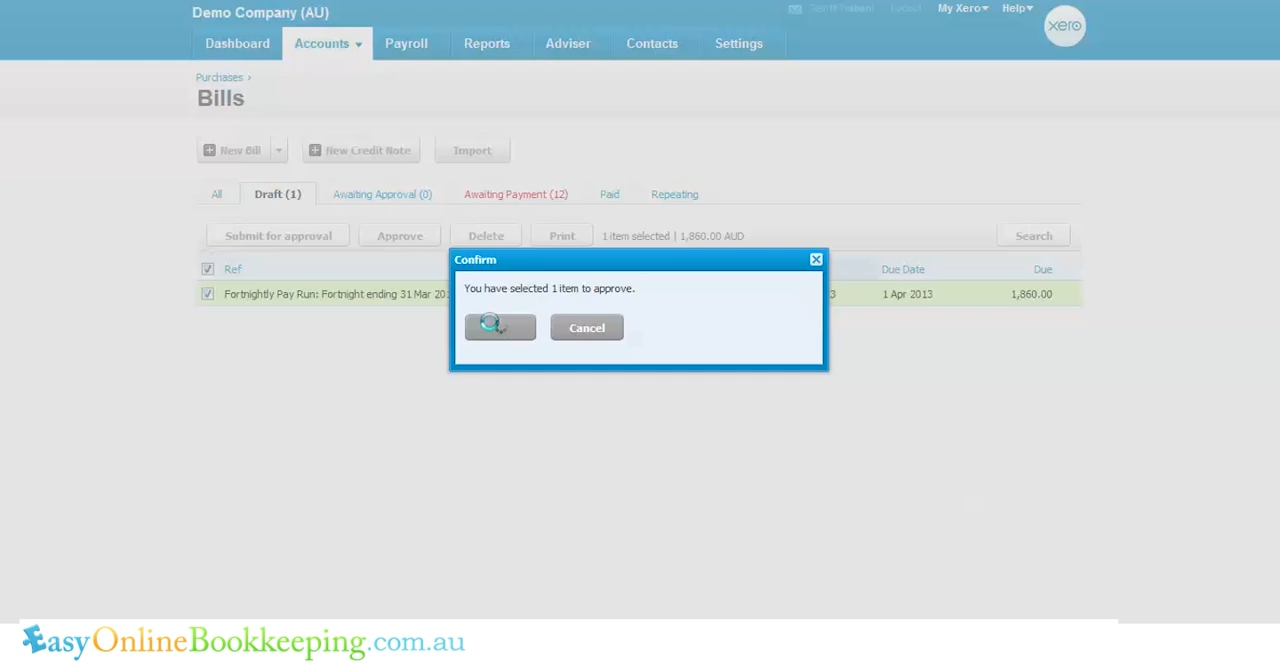 Demo Company (AU)
My Xero Help
xero
Dashboard Accounts Payroll Reports Adviser Contacts Settings
Purchases ›
Bills
New Bill New Credit Note Import
All Draft (1) Awaiting Approval (0) Awaiting Payment (12) Paid Repeating
Submit for approval Approve Delete Print 1 item selected | 1,860.00 AUD Search
Confirm
Ref Due Date Due
You have selected 1 item to approve.
Fortnightly Pay Run: Fortnight ending 31 Mar 20 3 1 Apr 2013 1,860.00
Cancel
EasyOnlineBookkeeping.com.au